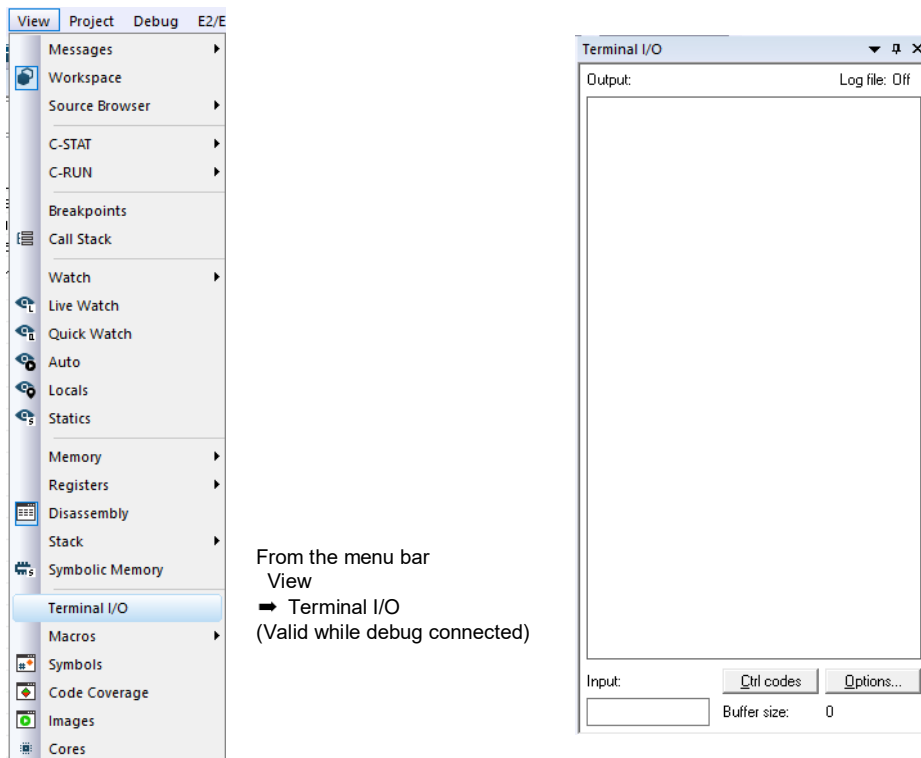 View Project Debug E2/E
Messages
Workspace
Source Browser
C-STAT
C-RUN
Breakpoints
Call Stack
Watch
Live Watch
Quick Watch
Auto
Locals
Statics
Memory
Registers
Disassembly
Stack
Symbolic Memory
Terminal I/O
Macros
Symbols
Code Coverage
Images
Cores
From the menu bar
View
➡ Terminal I/O
(Valid while debug connected)
Terminal I/O
Output: Log file: Off
Input: Ctrl codes Options...
Buffer size: 0